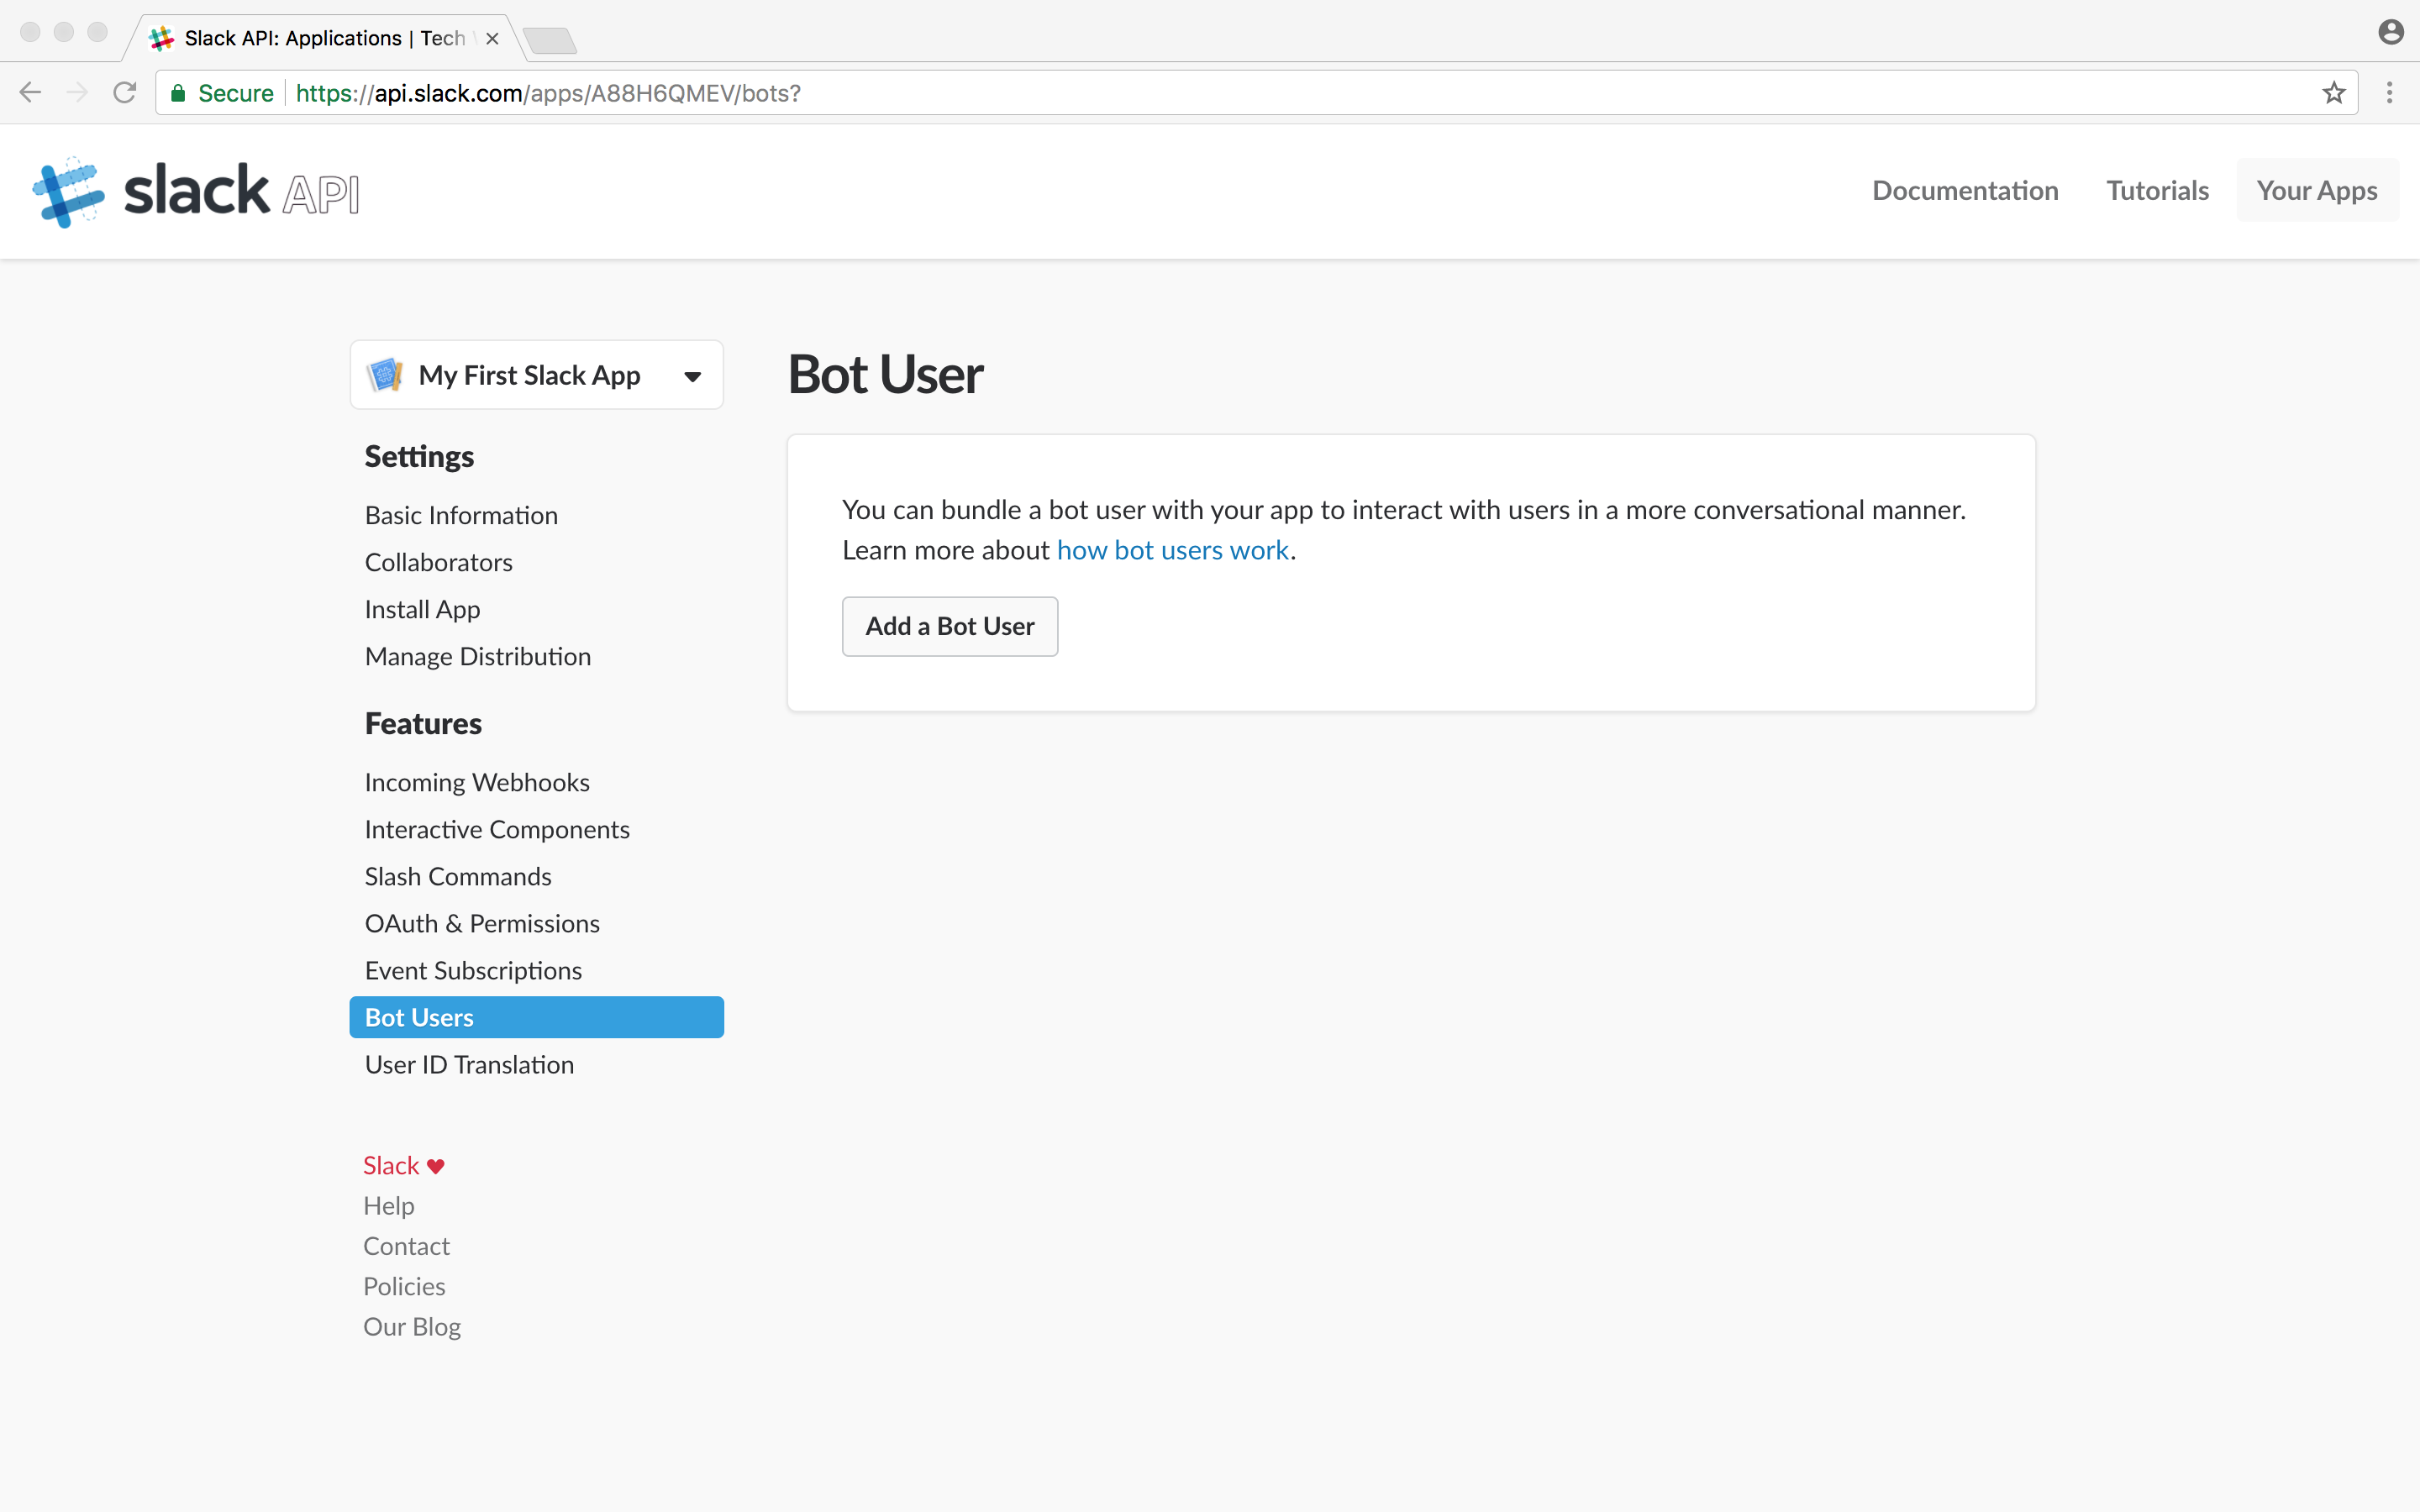 Slack API: Applications | Tech
Secure https://api.slack.com/apps/A88H6QMEV/bots?
slack API
Documentation Tutorials Your Apps
My First Slack App
Bot User
Settings
Basic Information
Collaborators
Install App
Manage Distribution
You can bundle a bot user with your app to interact with users in a more conversational manner.
Learn more about how bot users work.
Add a Bot User
Features
Incoming Webhooks
Interactive Components
Slash Commands
OAuth & Permissions
Event Subscriptions
Bot Users
User ID Translation
Slack ♥
Help
Contact
Policies
Our Blog